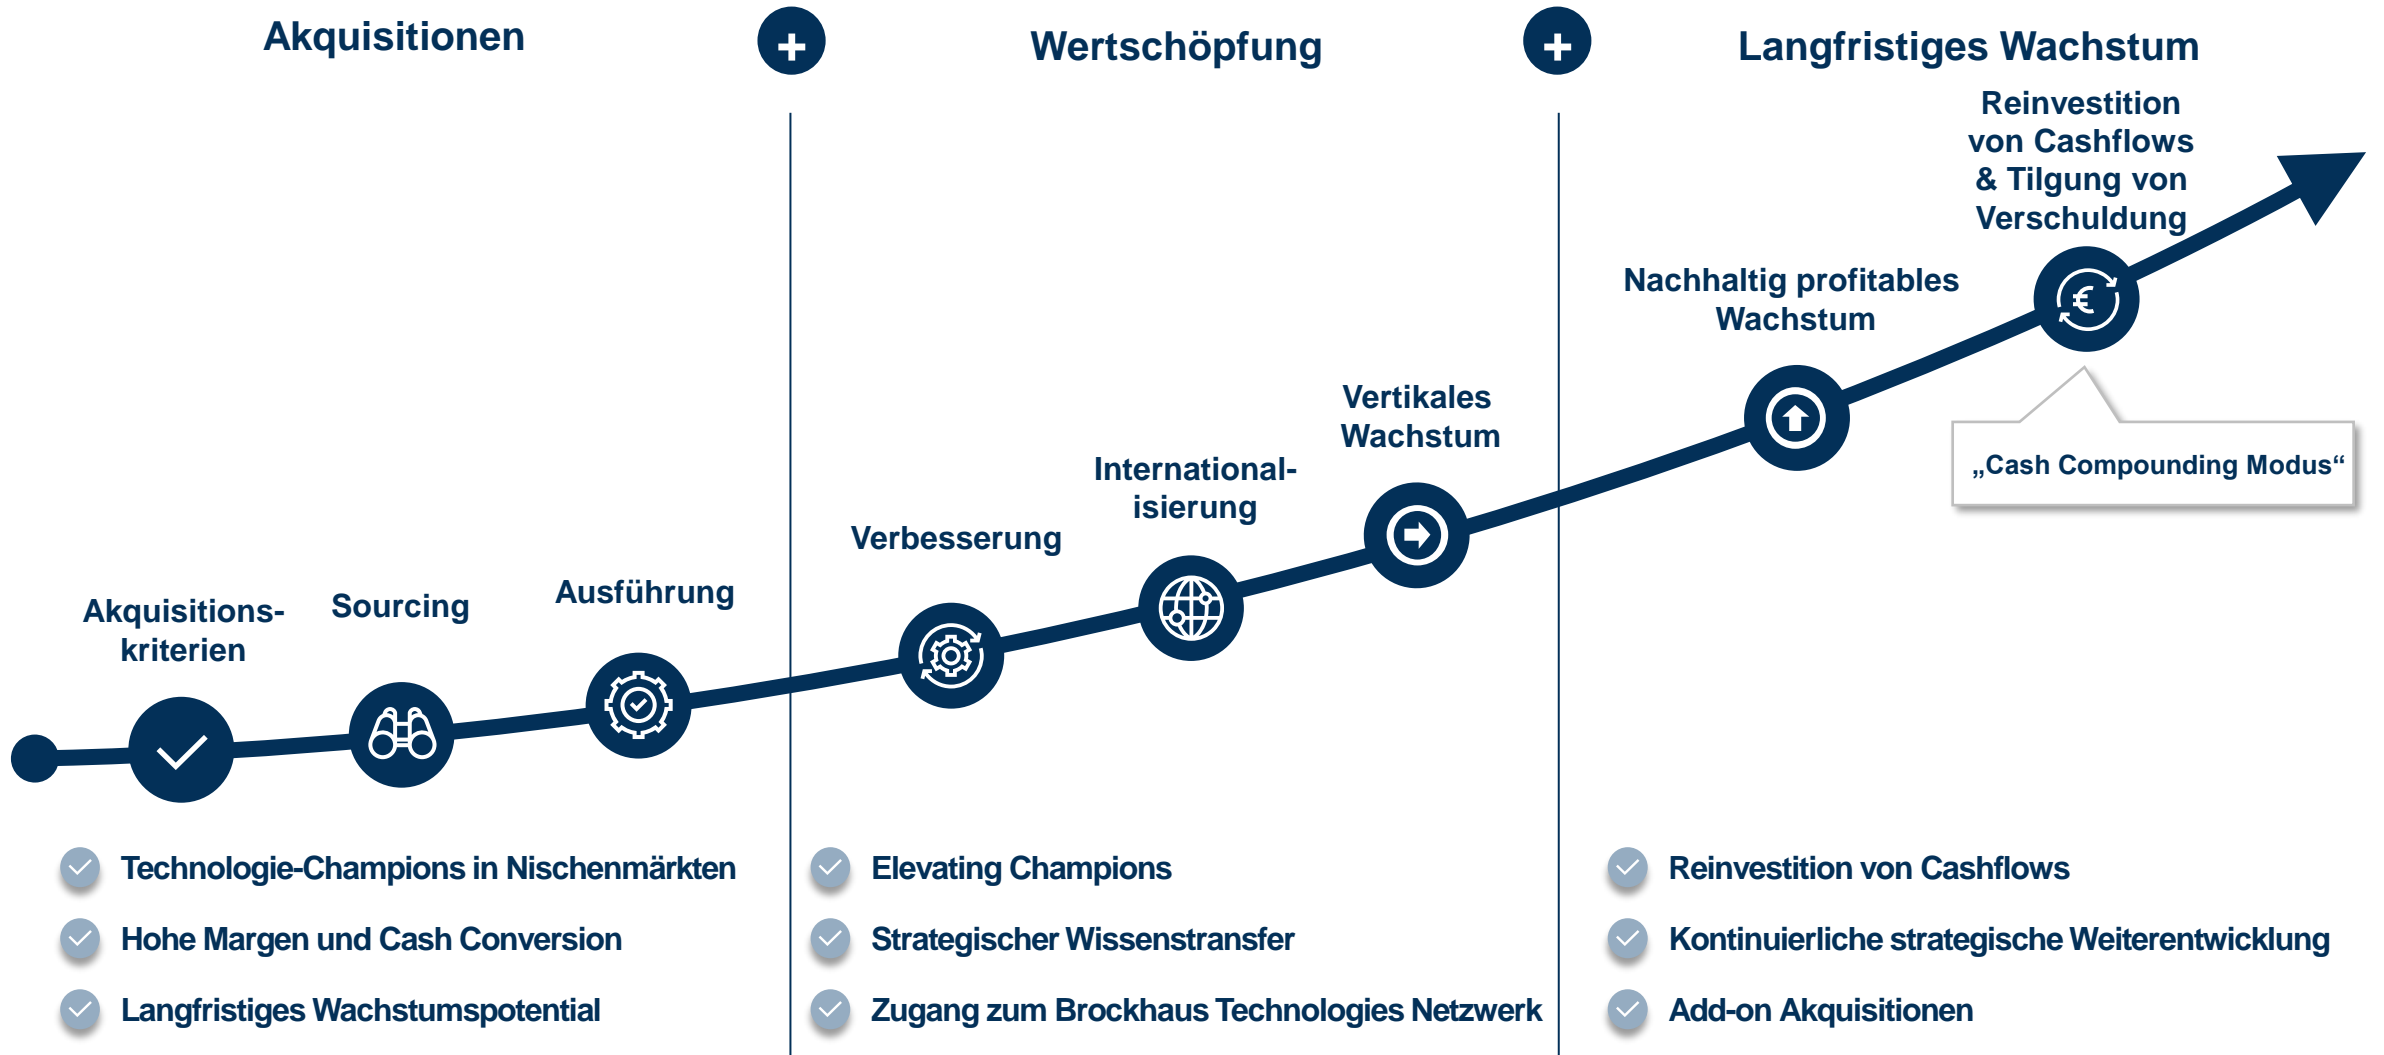 Akquisitionen
+
Wertschöpfung
+
Langfristiges Wachstum
Akquisitions-
kriterien
Sourcing
Ausführung
Verbesserung
International-
isierung
Vertikales
Wachstum
Nachhaltig profitables
Wachstum
Reinvestition
von Cashflows
& Tilgung von
Verschuldung
€
„Cash Compounding Modus“
Technologie-Champions in Nischenmärkten
Hohe Margen und Cash Conversion
Langfristiges Wachstumspotential
Elevating Champions
Strategischer Wissenstransfer
Zugang zum Brockhaus Technologies Netzwerk
Reinvestition von Cashflows
Kontinuierliche strategische Weiterentwicklung
Add-on Akquisitionen